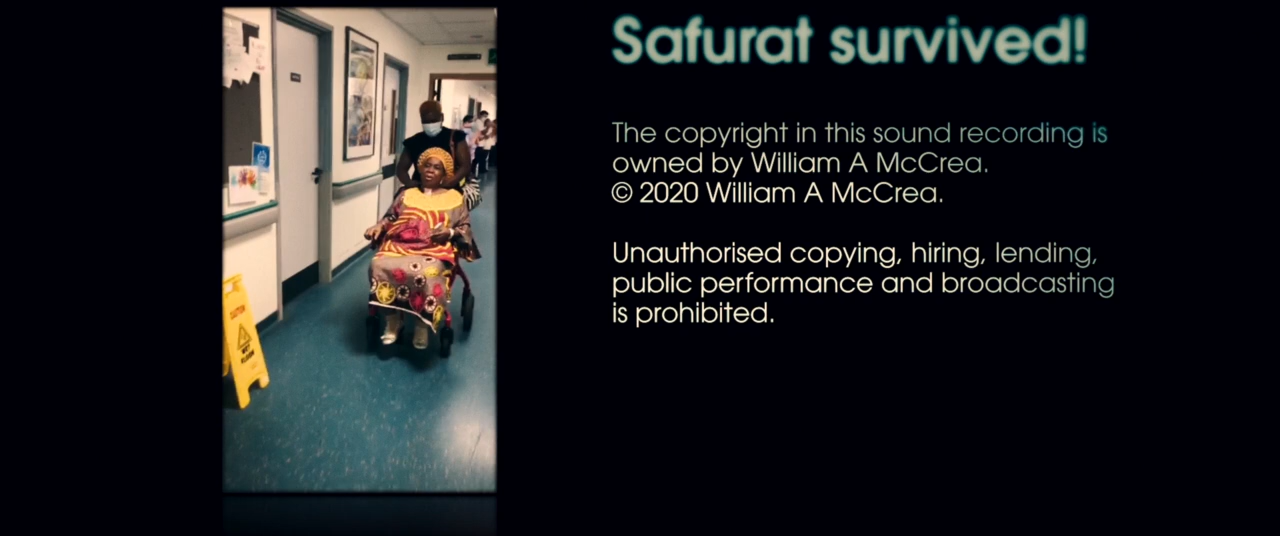 Safurat survived!
The copyright in this sound recording is
owned by William A McCrea.
© 2020 William A McCrea.
Unauthorised copying, hiring, lending,
public performance and broadcasting
is prohibited.